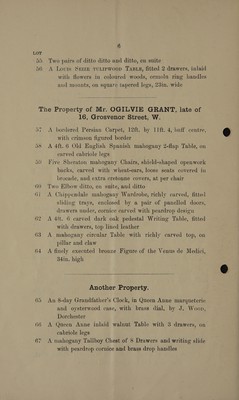 6
LOT
55 Two pairs of ditto ditto and ditto, en suite
56 A Louis Seize tulipwood Table, fitted 2 drawers, inlaid
with flowers in coloured woods, ormolu ring handles
and mounts, on square tapered legs, 23in. wide
The Property of Mr. OGILVIE GRANT, late of
16, Grosvenor Street, W.
57 A bordered Persian Carpet, 12ft. by 11ft. 4, buff centre,
with crimson figured border
58 A 4ft. 6 Old English Spanish mahogany 2-flap Table, on
carved cabriole legs
59 Five Sheraton mahogany Chairs, shield-shaped openwork
backs, carved with wheat-ears, loose seats covered in
brocade, and extra cretonne covers, at per chair
60 Two Elbow ditto, en suite, and ditto
61 A Chippendale mahogany Wardrobe, richly carved, fitted
sliding trays, enclosed by a pair of panelled doors,
drawers under, cornice carved with peardrop design
62 A 4ft. 6 carved dark oak pedestal Writing Table, fitted
with drawers, top lined leather
63 A mahogany circular Table with richly carved top, on
pillar and claw
64 A finely executed bronze Figure of the Venus de Medici,
34in. high
Another Property.
65 An 8-day Grandfather's Clock, in Queen Anne marqueterie
and oysterwood case, with brass dial, by J. Wood,
Dorchester
66 A Queen Anne inlaid walnut Table with 3 drawers, on
cabriole legs
67 A mahogany Tallboy Chest of 8 Drawers and writing slide
with peardrop cornice and brass drop handles